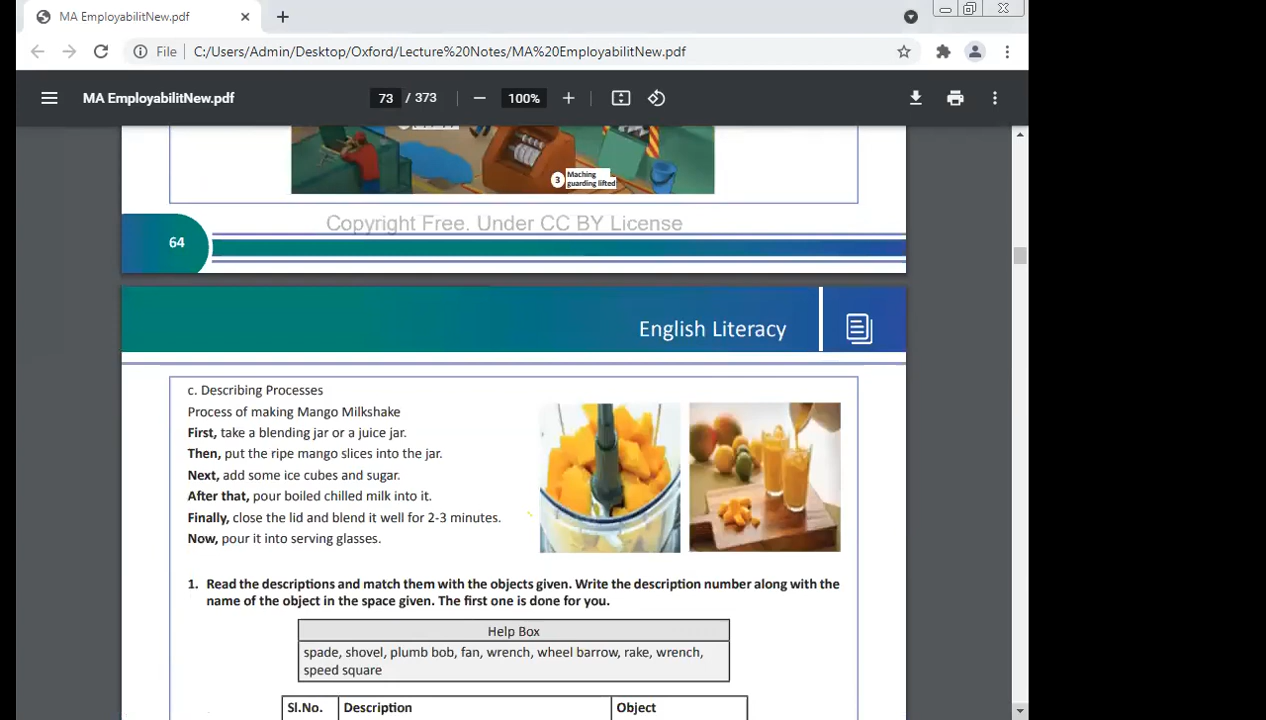 MA EmployabilitNew.pdf
File C:/Users/Admin/Desktop/Oxford/Lecture%20Notes/MA%20EmployabilitNew.pdf
MA EmployabilitNew.pdf 73 / 373 100%
3 Maching
guarding lifted
Copyright Free. Under CC BY License
64
English Literacy
c. Describing Processes
Process of making Mango Milkshake
First, take a blending jar or a juice jar.
Then, put the ripe mango slices into the jar.
Next, add some ice cubes and sugar.
After that, pour boiled chilled milk into it.
Finally, close the lid and blend it well for 2-3 minutes.
Now, pour it into serving glasses.
1. Read the descriptions and match them with the objects given. Write the description number along with the
name of the object in the space given. The first one is done for you.
Help Box
spade, shovel, plumb bob, fan, wrench, wheel barrow, rake, wrench,
speed square
Sl.No. Description Object